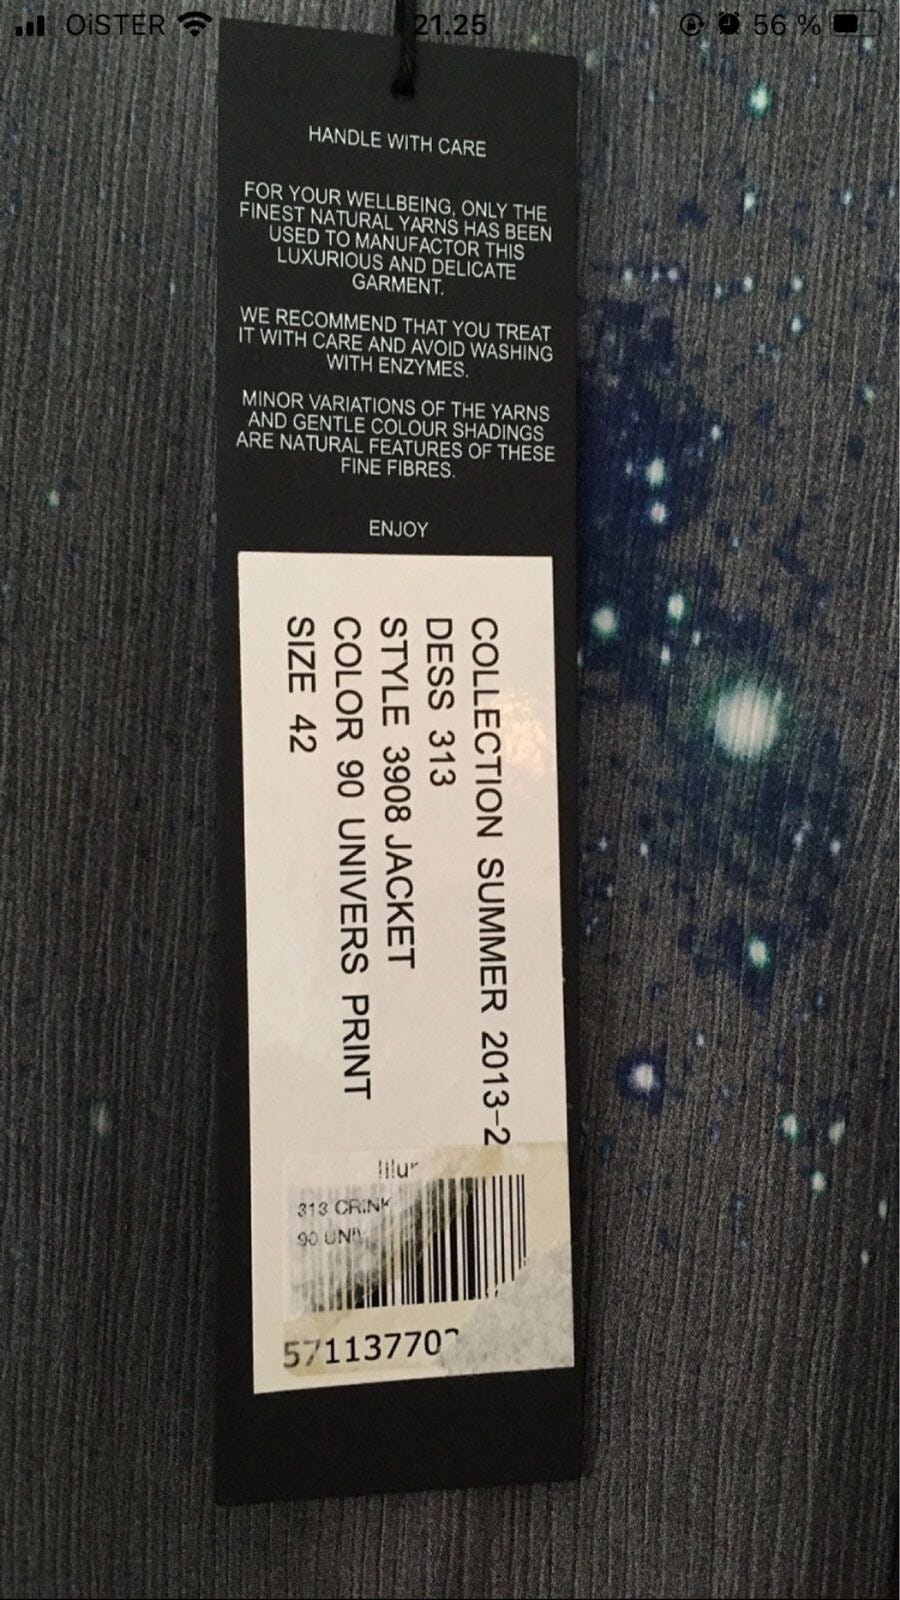 OiSTER
21.25
56 %
HANDLE WITH CARE
FOR YOUR WELLBEING, ONLY THE
FINEST NATURAL YARNS HAS BEEN
USED TO MANUFACTOR THIS
LUXURIOUS AND DELICATE
GARMENT.
WE RECOMMEND THAT YOU TREAT
IT WITH CARE AND AVOID WASHING
WITH ENZYMES.
MINOR VARIATIONS OF THE YARNS
AND GENTLE COLOUR SHADINGS
ARE NATURAL FEATURES OF THESE
FINE FIBRES.
ENJOY
COLLECTION SUMMER 2013-2
DESS 313
STYLE 3908 JACKET
COLOR 90 UNIVERS PRINT
SIZE 42
313
90